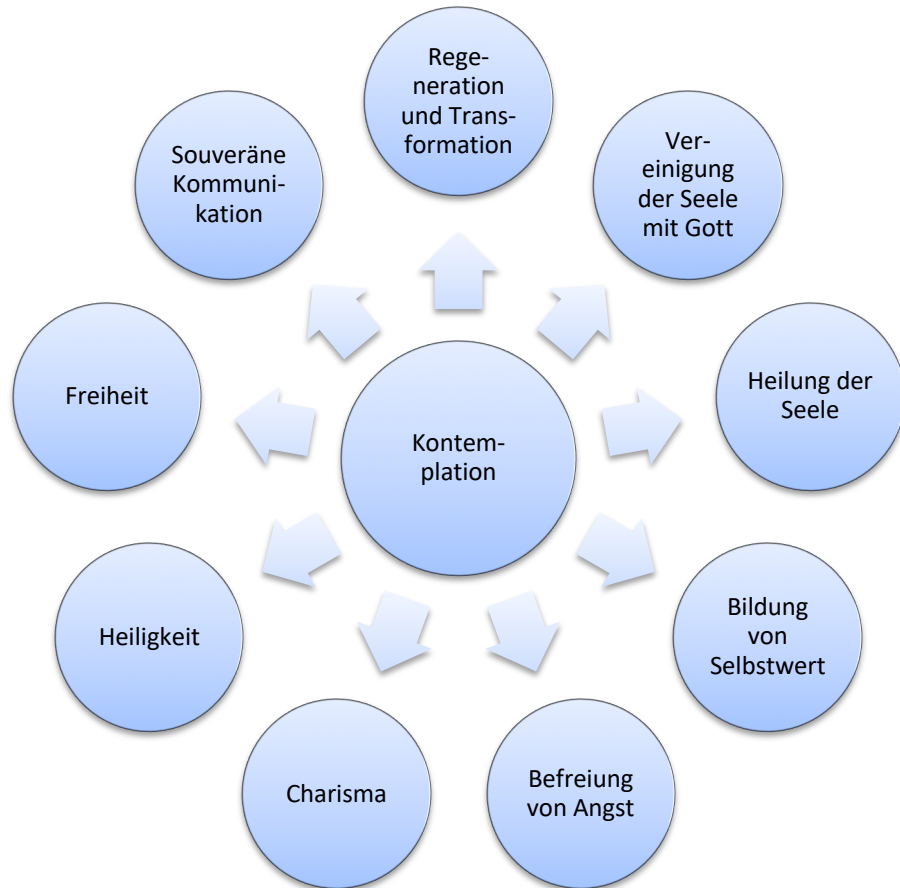 Rege-
neration
und Trans-
formation
Ver-
einigung
der Seele
mit Gott
Heilung der
Seele
Bildung
von
Selbstwert
Befreiung
von Angst
Charisma
Heiligkeit
Freiheit
Souveräne
Kommuni-
kation
Kontem-
plation